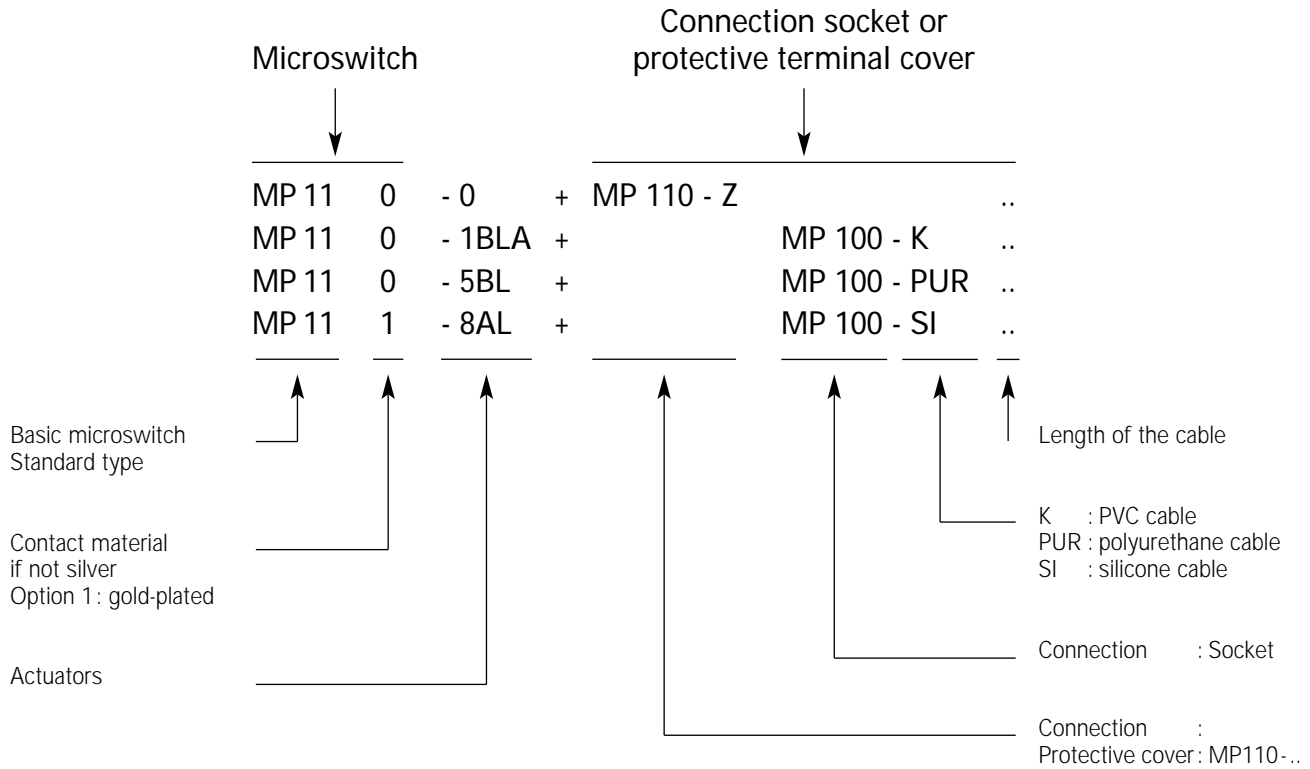 Connection socket or
Microswitch protective terminal cover
MP 11 0 - 0 + MP 110 - Z ..
MP 11 0 - 1BLA + MP 100 - K ..
MP 11 0 - 5BL + MP 100 - PUR ..
MP 11 1 - 8AL + MP 100 - SI ..
Basic microswitch
Standard type
Length of the cable
Contact material
if not silver
Option 1 : gold-plated
K : PVC cable
PUR : polyurethane cable
SI : silicone cable
Actuators
Connection : Socket
Connection :
Protective cover : MP110 - ..